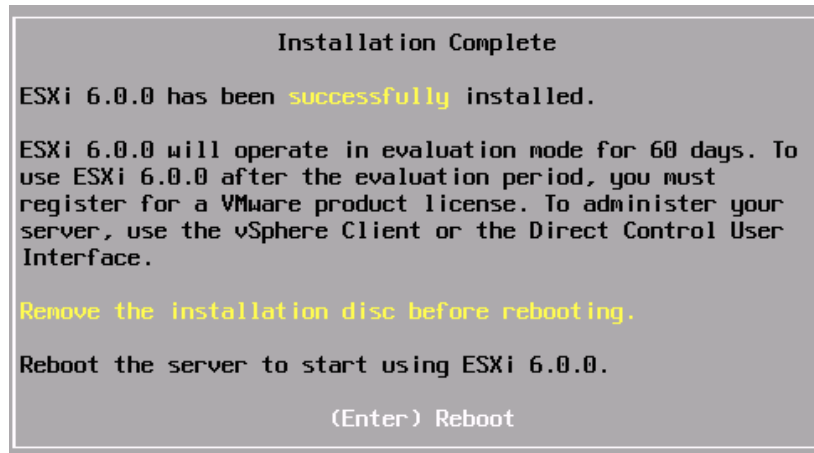 Installation Complete
ESXi 6.0.0 has been successfully installed.
ESXi 6.0.0 will operate in evaluation mode for 60 days. To
use ESXi 6.0.0 after the evaluation period, you must
register for a VMware product license. To administer your
server, use the vSphere Client or the Direct Control User
Interface.
Remove the installation disc before rebooting.
Reboot the server to start using ESXi 6.0.0.
(Enter) Reboot